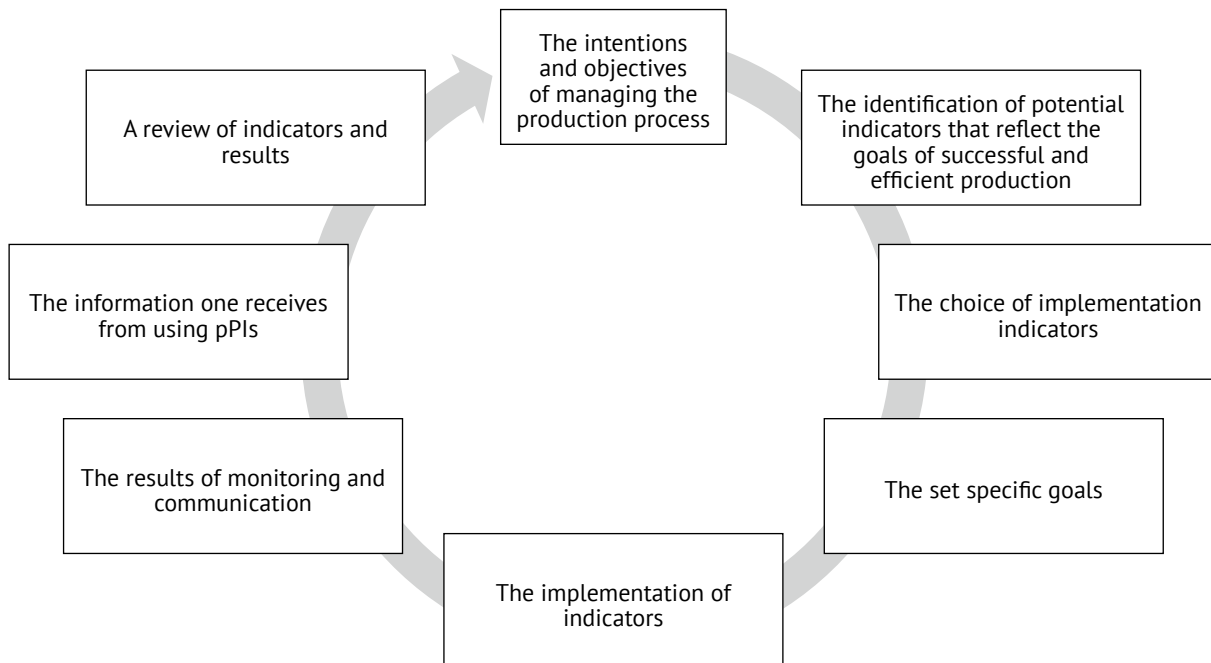 The intentions
and objectives
of managing the
production process
The identification of potential
indicators that reflect the
goals of successful and
efficient production
The choice of implementation
indicators
The set specific goals
The implementation of
indicators
The results of monitoring and
communication
The information one receives
from using pPIs
A review of indicators and
results